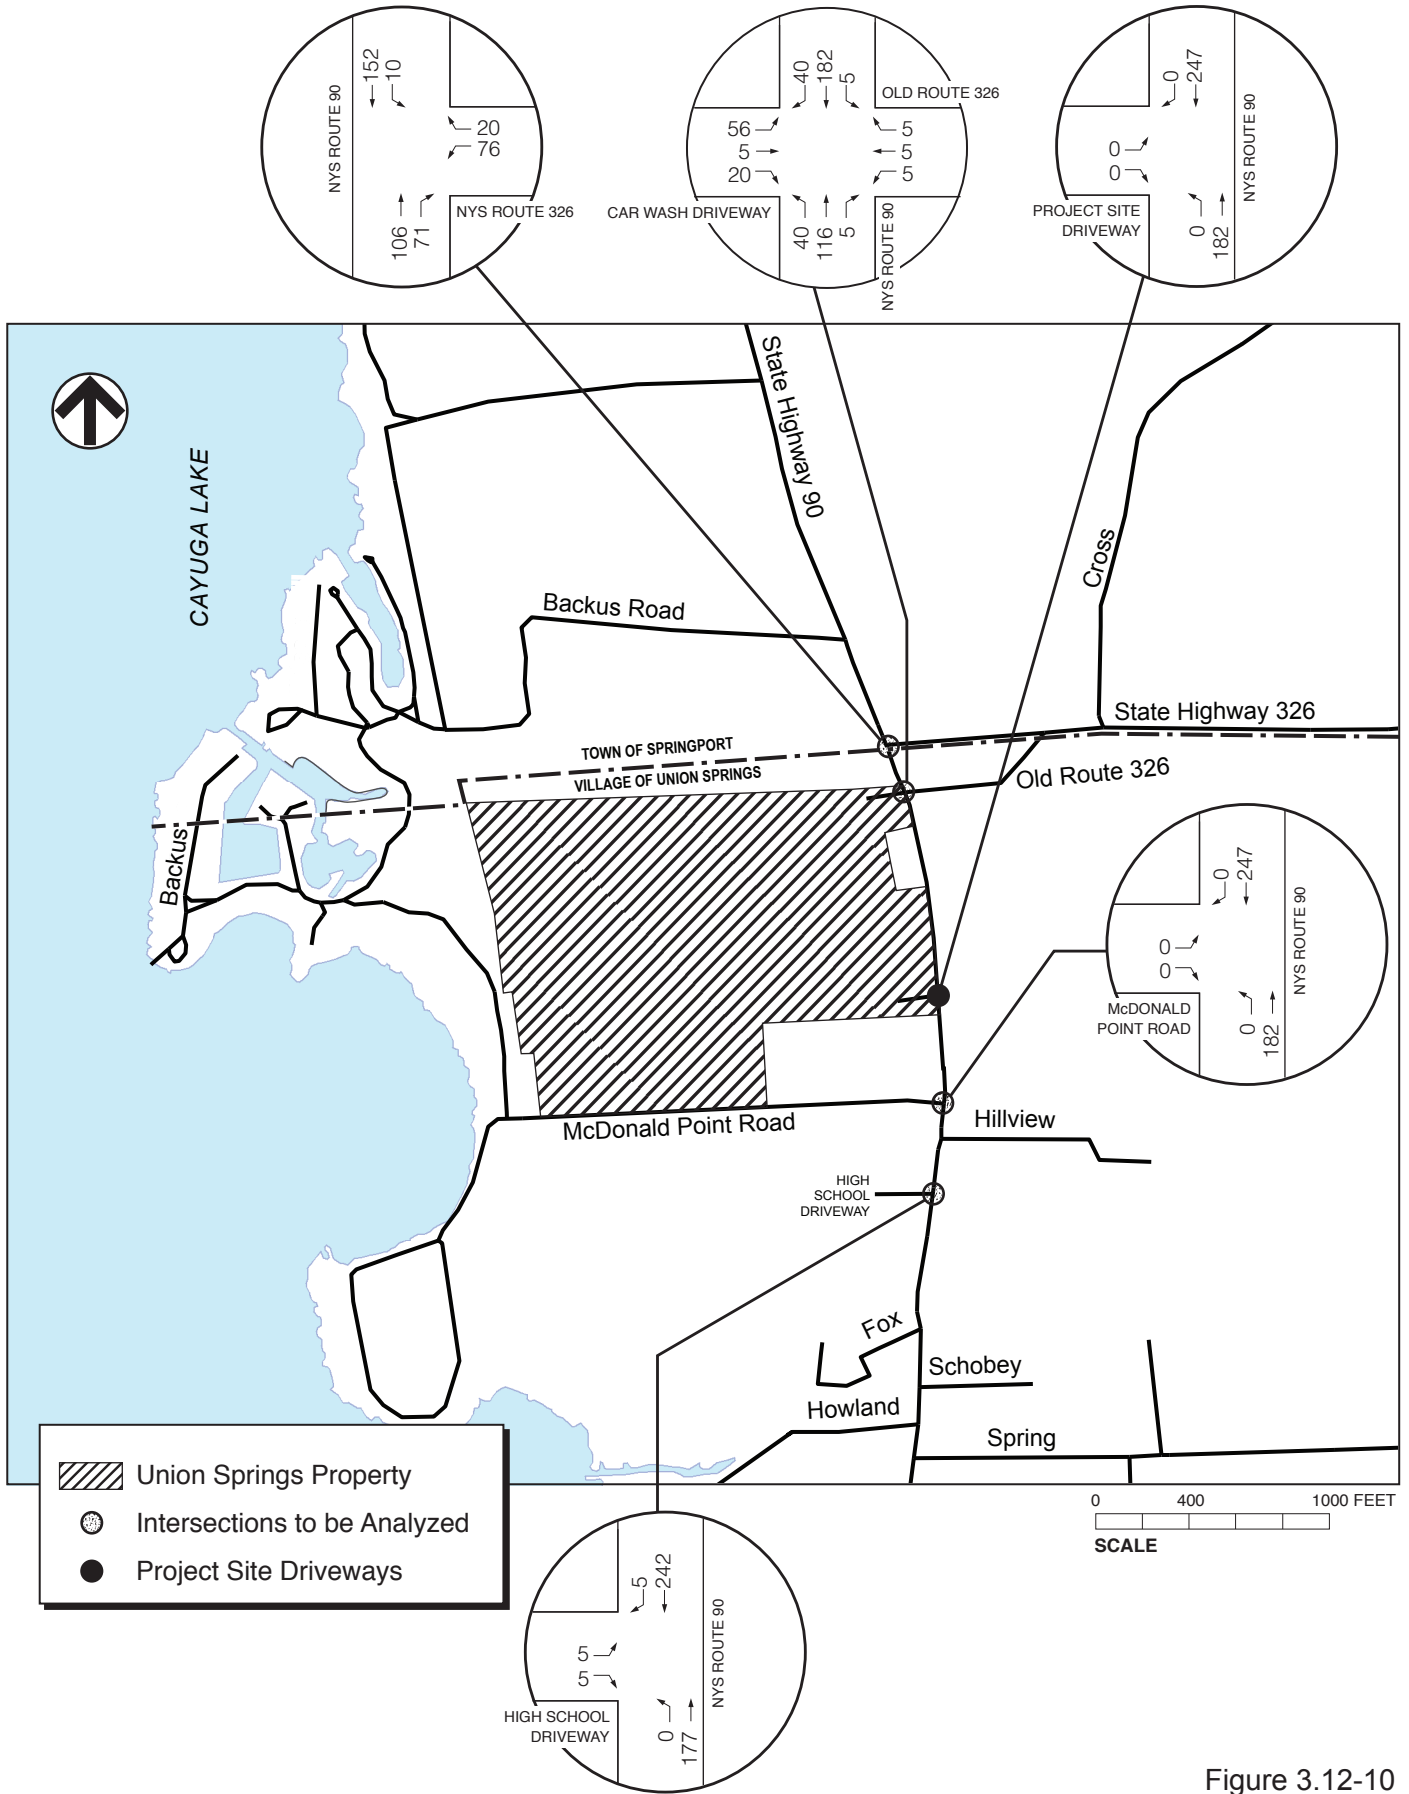 152
10
NYS ROUTE 90
20
76
NYS ROUTE 326
106
71
40
182
5
OLD ROUTE 326
56
5
20
5
5
5
CAR WASH DRIVEWAY
40
116
5
NYS ROUTE 90
0
247
NYS ROUTE 90
0
0
PROJECT SITE
DRIVEWAY
0
182
State Highway 90
CAYUGA LAKE
Cross
Backus Road
State Highway 326
TOWN OF SPRINGPORT
VILLAGE OF UNION SPRINGS
Old Route 326
Backus
0
247
NYS ROUTE 90
0
0
McDONALD
POINT ROAD
0
182
McDonald Point Road
Hillview
HIGH
SCHOOL
DRIVEWAY
Fox
Schobey
Howland
Spring
Union Springs Property
Intersections to be Analyzed
Project Site Driveways
0 400 1000 FEET
SCALE
5
242
NYS ROUTE 90
5
5
HIGH SCHOOL
DRIVEWAY
0
177
Figure 3.12-10